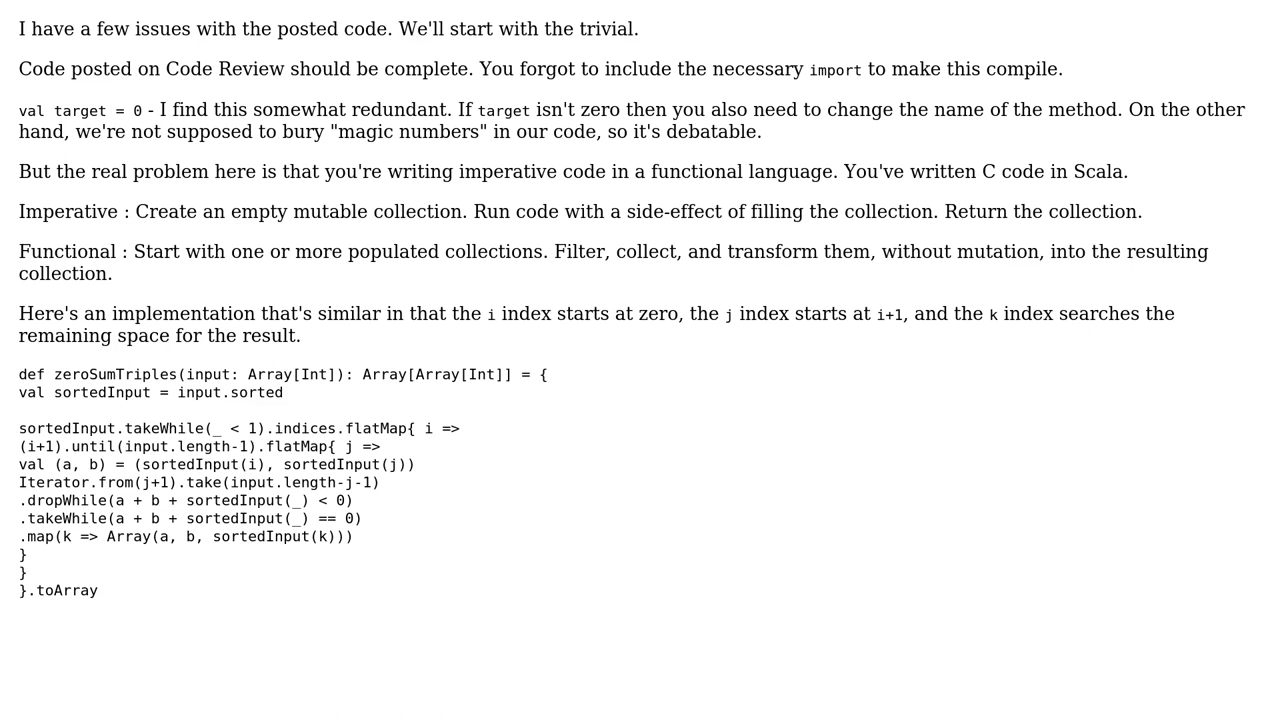 I have a few issues with the posted code. We'll start with the trivial.
Code posted on Code Review should be complete. You forgot to include the necessary import to make this compile.
val target = 0 - I find this somewhat redundant. If target isn't zero then you also need to change the name of the method. On the other
hand, we're not supposed to bury "magic numbers" in our code, so it's debatable.
But the real problem here is that you're writing imperative code in a functional language. You've written C code in Scala.
Imperative : Create an empty mutable collection. Run code with a side-effect of filling the collection. Return the collection.
Functional : Start with one or more populated collections. Filter, collect, and transform them, without mutation, into the resulting
collection.
Here's an implementation that's similar in that the i index starts at zero, the j index starts at i+1, and the k index searches the
remaining space for the result.
def zeroSumTriples(input: Array[Int]): Array[Array[Int]] = {
val sortedInput = input.sorted
sortedInput.takeWhile(_ < 1).indices.flatMap{ i =>
(i+1).until(input.length-1).flatMap{ j =>
val (a, b) = (sortedInput(i), sortedInput(j))
Iterator.from(j+1).take(input.length-j-1)
.dropWhile(a + b + sortedInput(_) < 0)
.takeWhile(a + b + sortedInput(_) == 0)
.map(k => Array(a, b, sortedInput(k)))
}
}
}.toArray